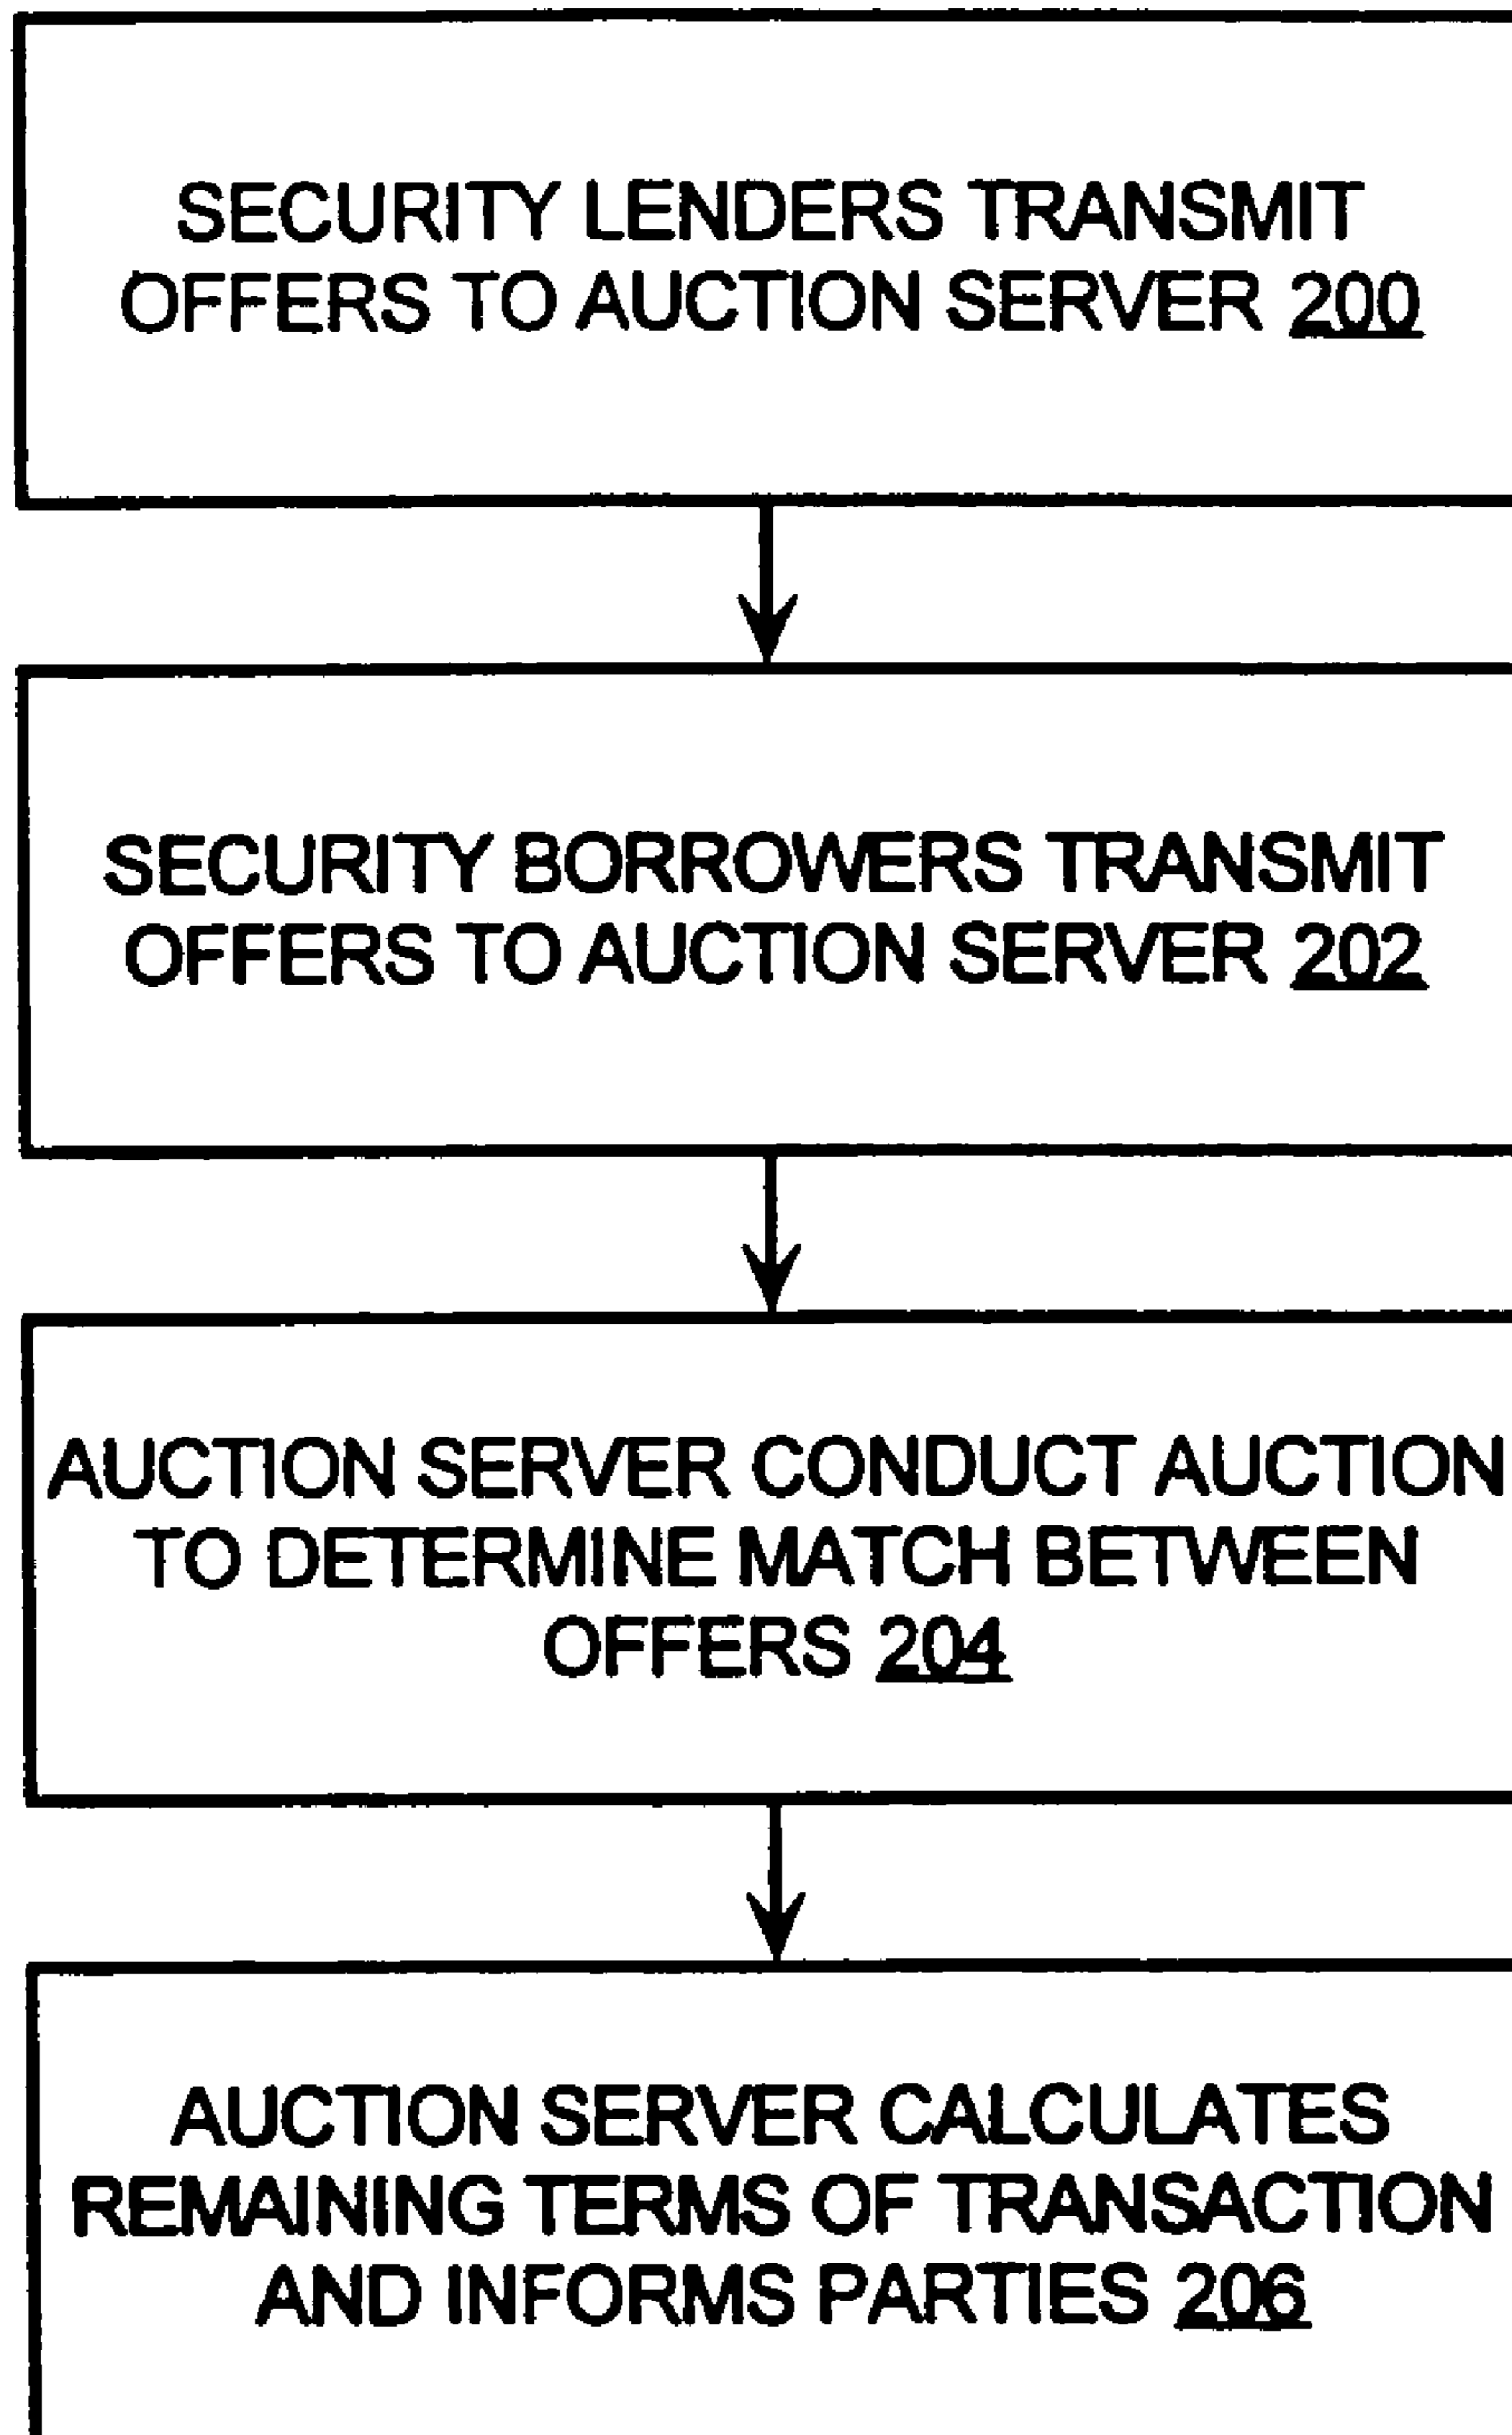 SECURITY LENDERS TRANSMIT
OFFERS TO AUCTION SERVER 200
SECURITY BORROWERS TRANSMIT
OFFERS TO AUCTION SERVER 202
AUCTION SERVER CONDUCT AUCTION
TO DETERMINE MATCH BETWEEN
OFFERS 204
AUCTION SERVER CALCULATES
REMAINING TERMS OF TRANSACTION
AND INFORMS PARTIES 206